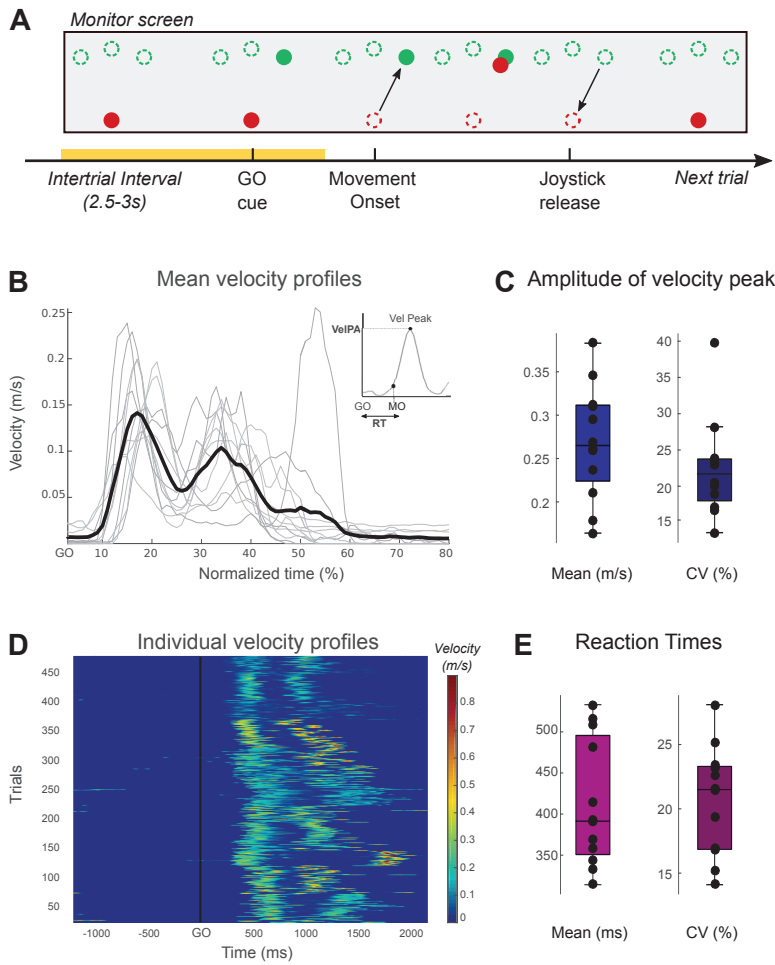 A
Monitor screen
Intertrial Interval
(2.5-3s)
GO
cue
Movement
Onset
Joystick
release
Next trial
B
Mean velocity profiles
0.25
0.2
0.15
0.1
0.05
Velocity (m/s)
GO
10
20
30
40
50
60
70
80
Normalized time (%)
Vel Peak
VelPA
GO
MO
RT
C
Amplitude of velocity peak
0.35
0.3
0.25
0.2
Mean (m/s)
40
35
30
25
20
15
CV (%)
D
Individual velocity profiles
450
400
350
300
250
200
150
100
50
Trials
-1000
-500
GO
500
1000
1500
2000
Time (ms)
Velocity
(m/s)
0.8
0.7
0.6
0.5
0.4
0.3
0.2
0.1
0
E
Reaction Times
500
450
400
350
Mean (ms)
25
20
15
CV (%)